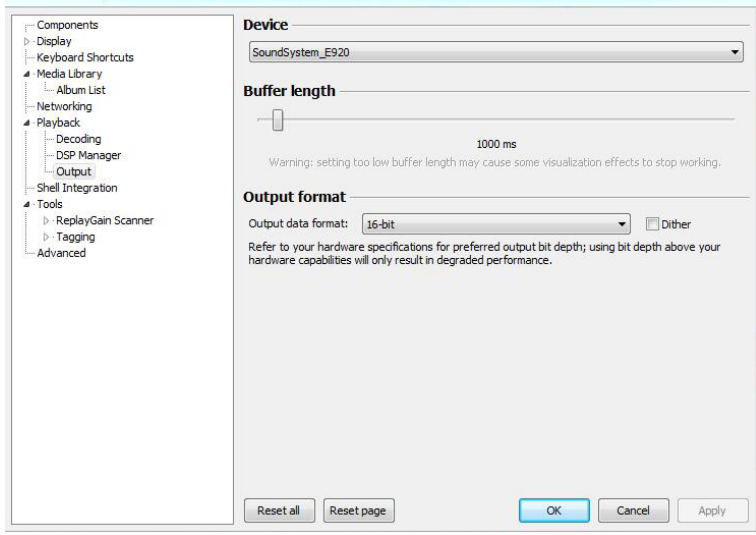 Components
Display
Keyboard Shortcuts
Media Library
Album List
Networking
Playback
Decoding
DSP Manager
Output
Shell Integration
Tools
ReplayGain Scanner
Tagging
Advanced
Device
SoundSystem_E920
Buffer length
1000 ms
Warning: setting too low buffer length may cause some visualization effects to stop working.
Output format
Output data format: 16-bit Dither
Refer to your hardware specifications for preferred output bit depth; using bit depth above your
hardware capabilities will only result in degraded performance.
Reset all Reset page OK Cancel Apply